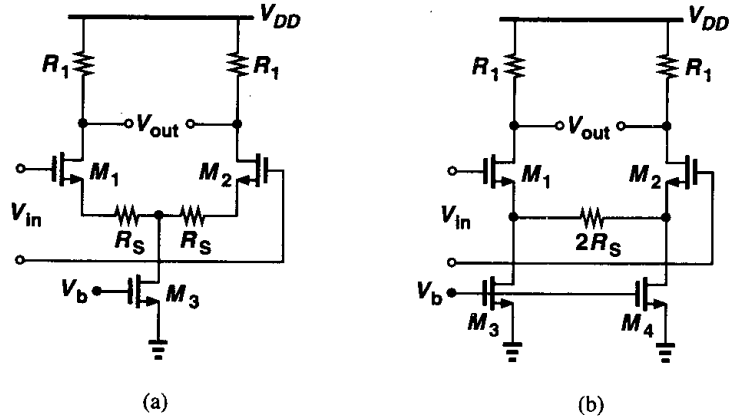 V_DD
R_1
R_1
V_out
M_1
M_2
V_in
R_S
R_S
V_b
M_3
(a)
V_DD
R_1
R_1
V_out
M_1
M_2
V_in
2R_S
V_b
M_3
M_4
(b)